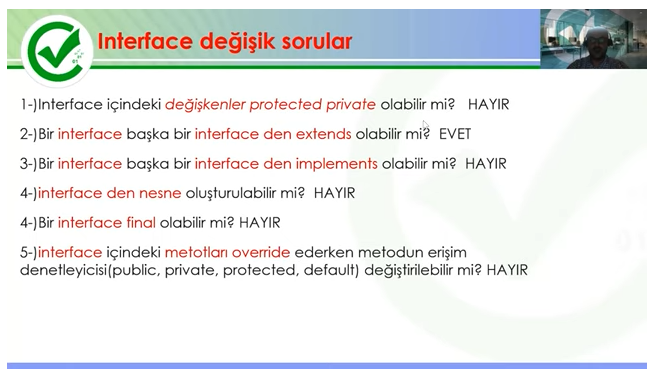 Interface değişik sorular
1-)Interface içindeki değişkenler protected private olabilir mi? HAYIR
2-)Bir interface başka bir interface den extends olabilir mi? EVET
3-)Bir interface başka bir interface den implements olabilir mi? HAYIR
4-)interface den nesne oluşturulabilir mi? HAYIR
4-)Bir interface final olabilir mi? HAYIR
5-)interface içindeki metotları override ederken metodun erişim
denetleyicisi(public, private, protected, default) değiştirilebilir mi? HAYIR